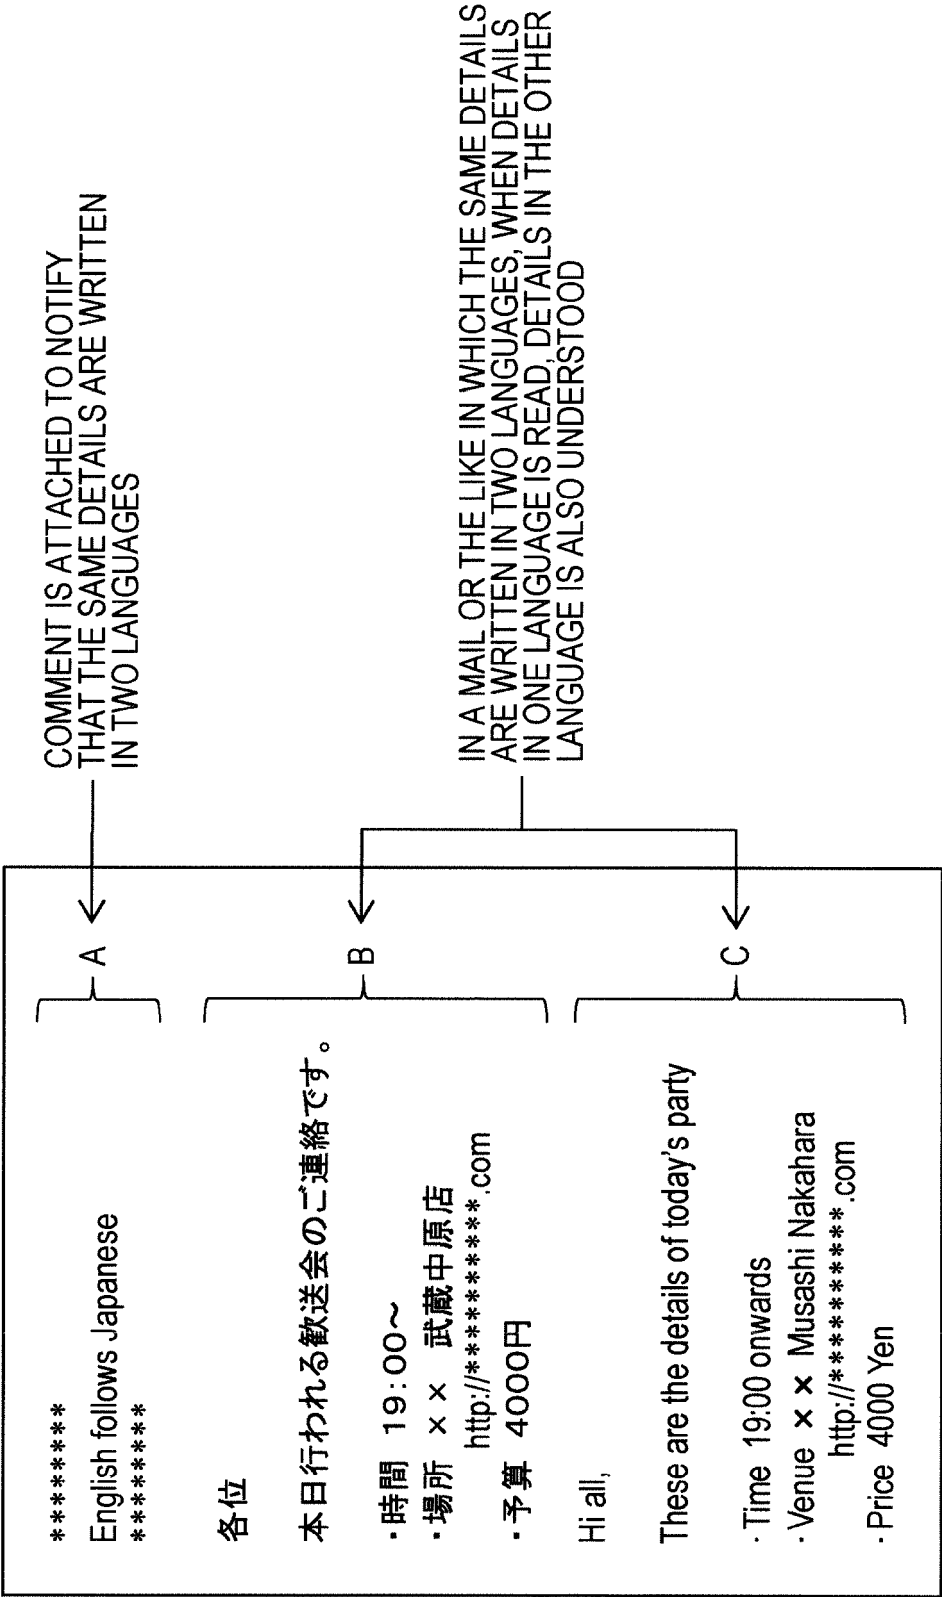 ********
English follows Japanese
********
各位
本日行われる歓送会のご連絡です。
・時間 19:00～
・場所 ×× 武蔵中原店
http://**********.com
・予算 4000円
Hi all,
These are the details of today's party
· Time 19:00 onwards
· Venue ×× Musashi Nakahara
http://**********.com
· Price 4000 Yen
A
B
C
COMMENT IS ATTACHED TO NOTIFY
THAT THE SAME DETAILS ARE WRITTEN
IN TWO LANGUAGES
IN A MAIL OR THE LIKE IN WHICH THE SAME DETAILS
ARE WRITTEN IN TWO LANGUAGES, WHEN DETAILS
IN ONE LANGUAGE IS READ, DETAILS IN THE OTHER
LANGUAGE IS ALSO UNDERSTOOD